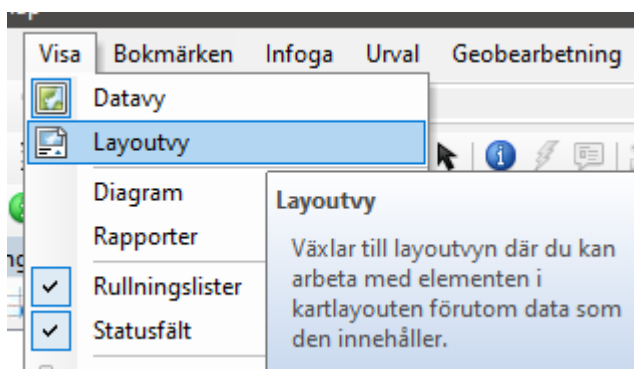 Visa Bokmärken Infoga Urval Geobearbetning
Datavy
Layoutvy
Diagram
Rapporter
Rullningslister
Statusfält
Layoutvy
Växlar till layoutvyn där du kan
arbeta med elementen i
kartlayouten förutom data som
den innehåller.